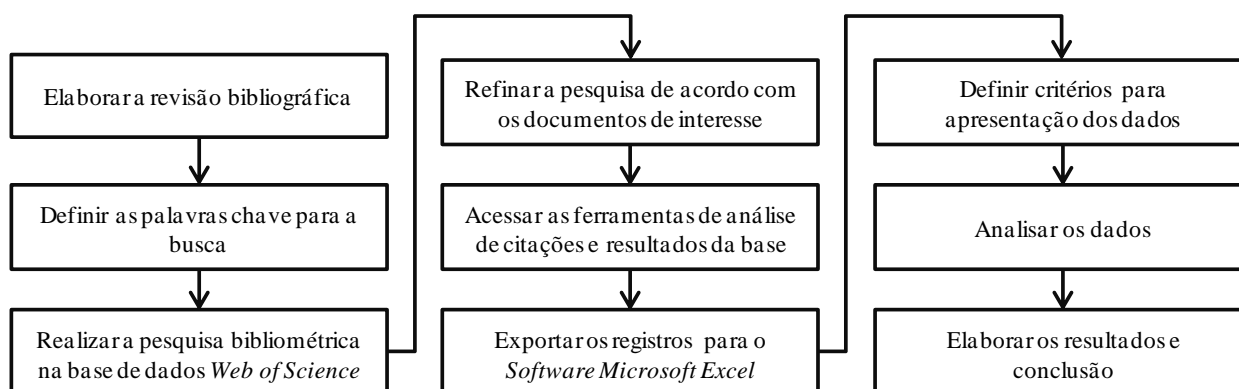 Elaborar a revisão bibliográfica
Definir as palavras chave para a
busca
Realizar a pesquisa bibliométrica
na base de dados Web of Science
Refinar a pesquisa de acordo com
os documentos de interesse
Acessar as ferramentas de análise
de citações e resultados da base
Exportar os registros para o
Software Microsoft Excel
Definir critérios para
apresentação dos dados
Analisar os dados
Elaborar os resultados e
conclusão